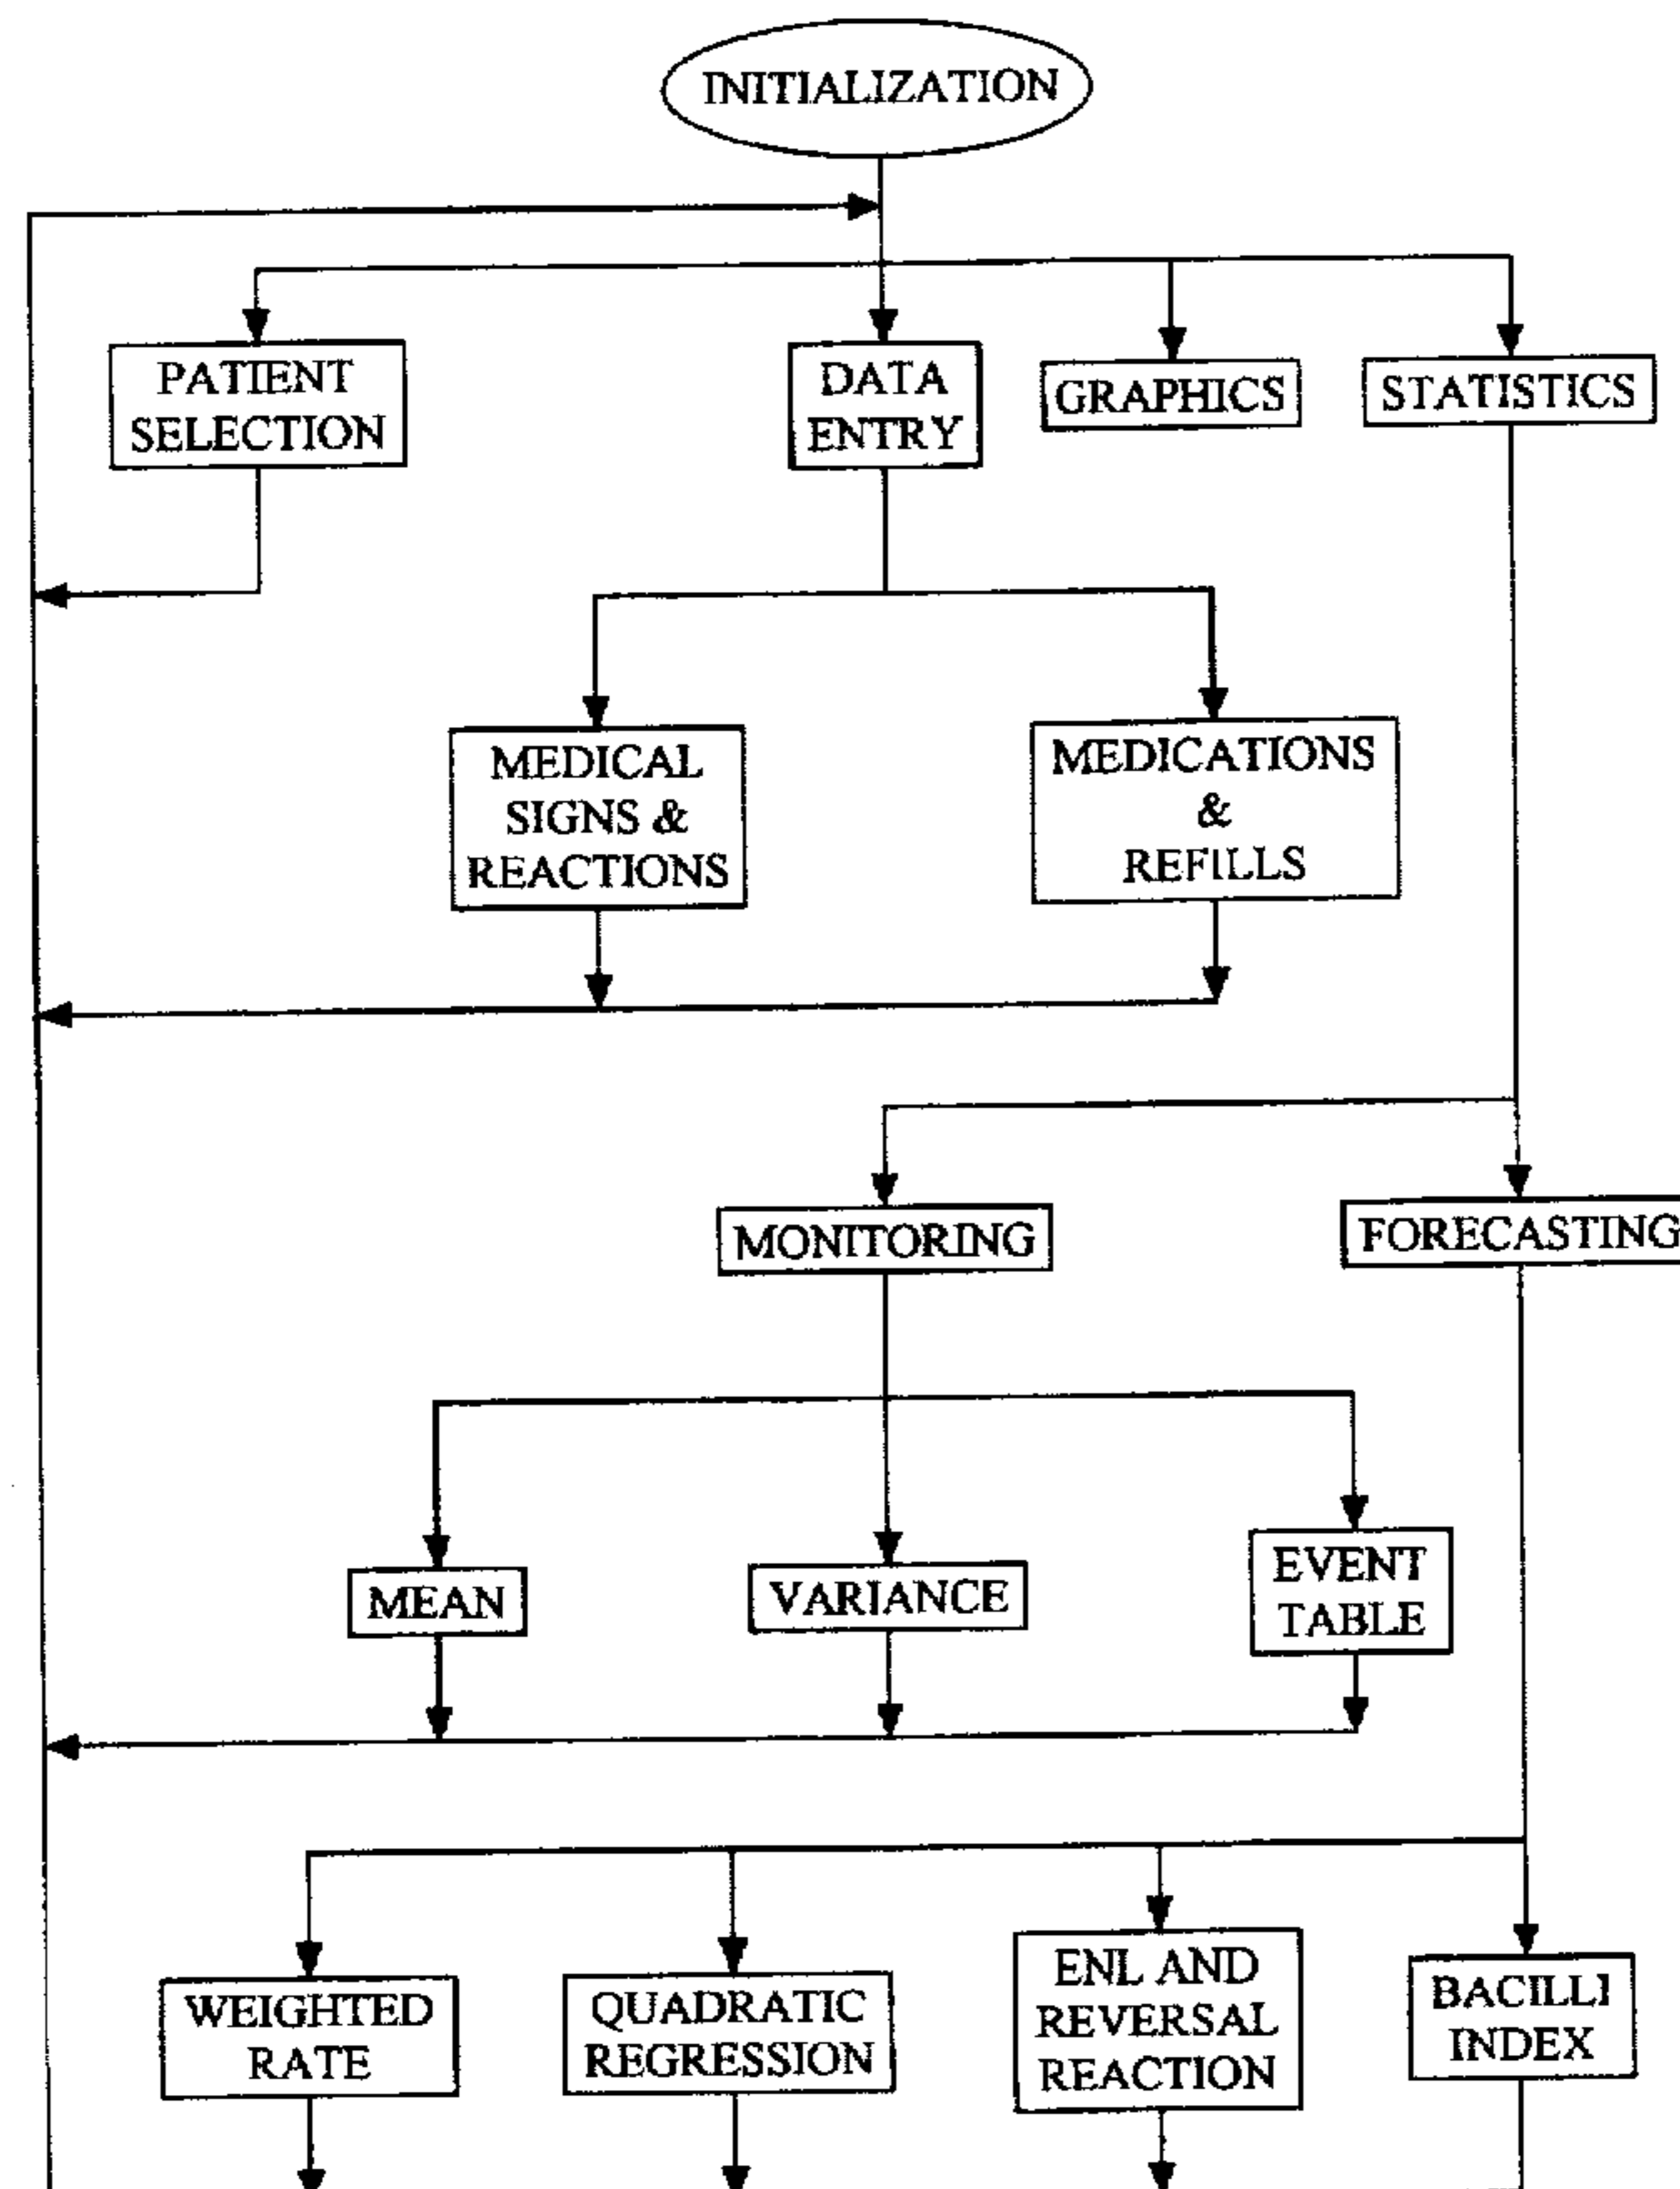 INITIALIZATION
PATIENT
SELECTION
DATA
ENTRY
GRAPHICS
STATISTICS
MEDICAL
SIGNS &
REACTIONS
MEDICATIONS
&
REFILLS
MONITORING
FORECASTING
MEAN
VARIANCE
EVENT
TABLE
WEIGHTED
RATE
QUADRATIC
REGRESSION
ENL AND
REVERSAL
REACTION
BACILLI
INDEX